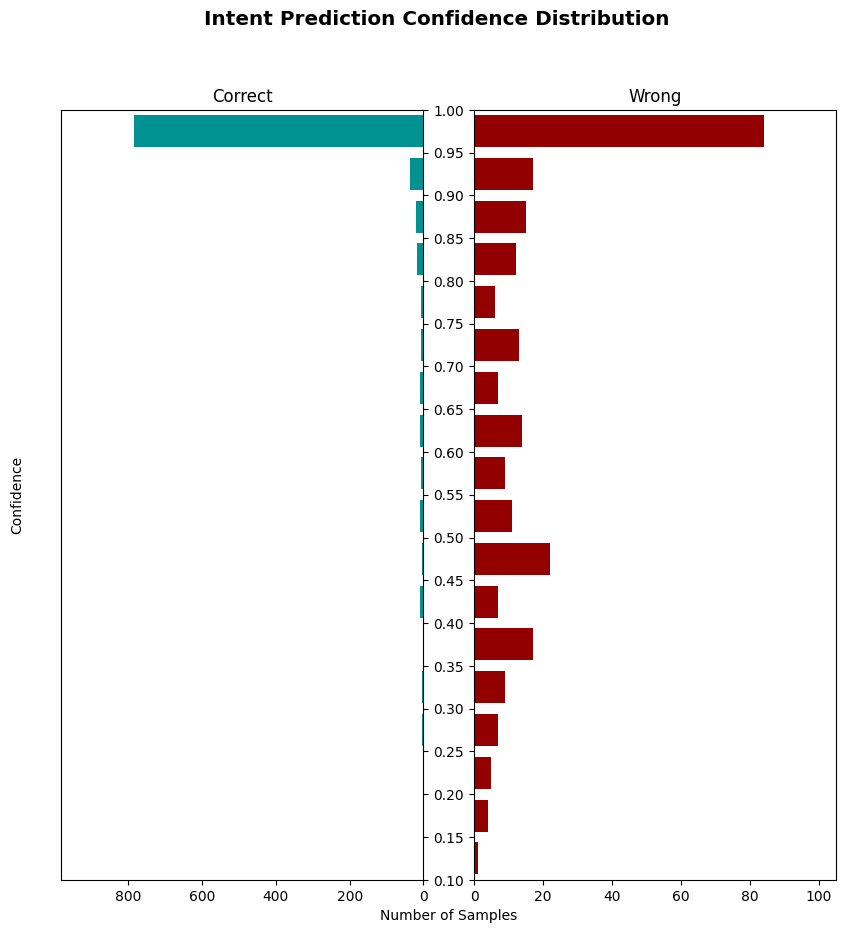 Intent Prediction Confidence Distribution
Correct
Wrong
1.00
0.95
0.90
0.85
0.80
0.75
0.70
0.65
0.60
0.55
0.50
0.45
0.40
0.35
0.30
0.25
0.20
0.15
0.10
Confidence
800 600 400 200 0
0 20 40 60 80 100
Number of Samples